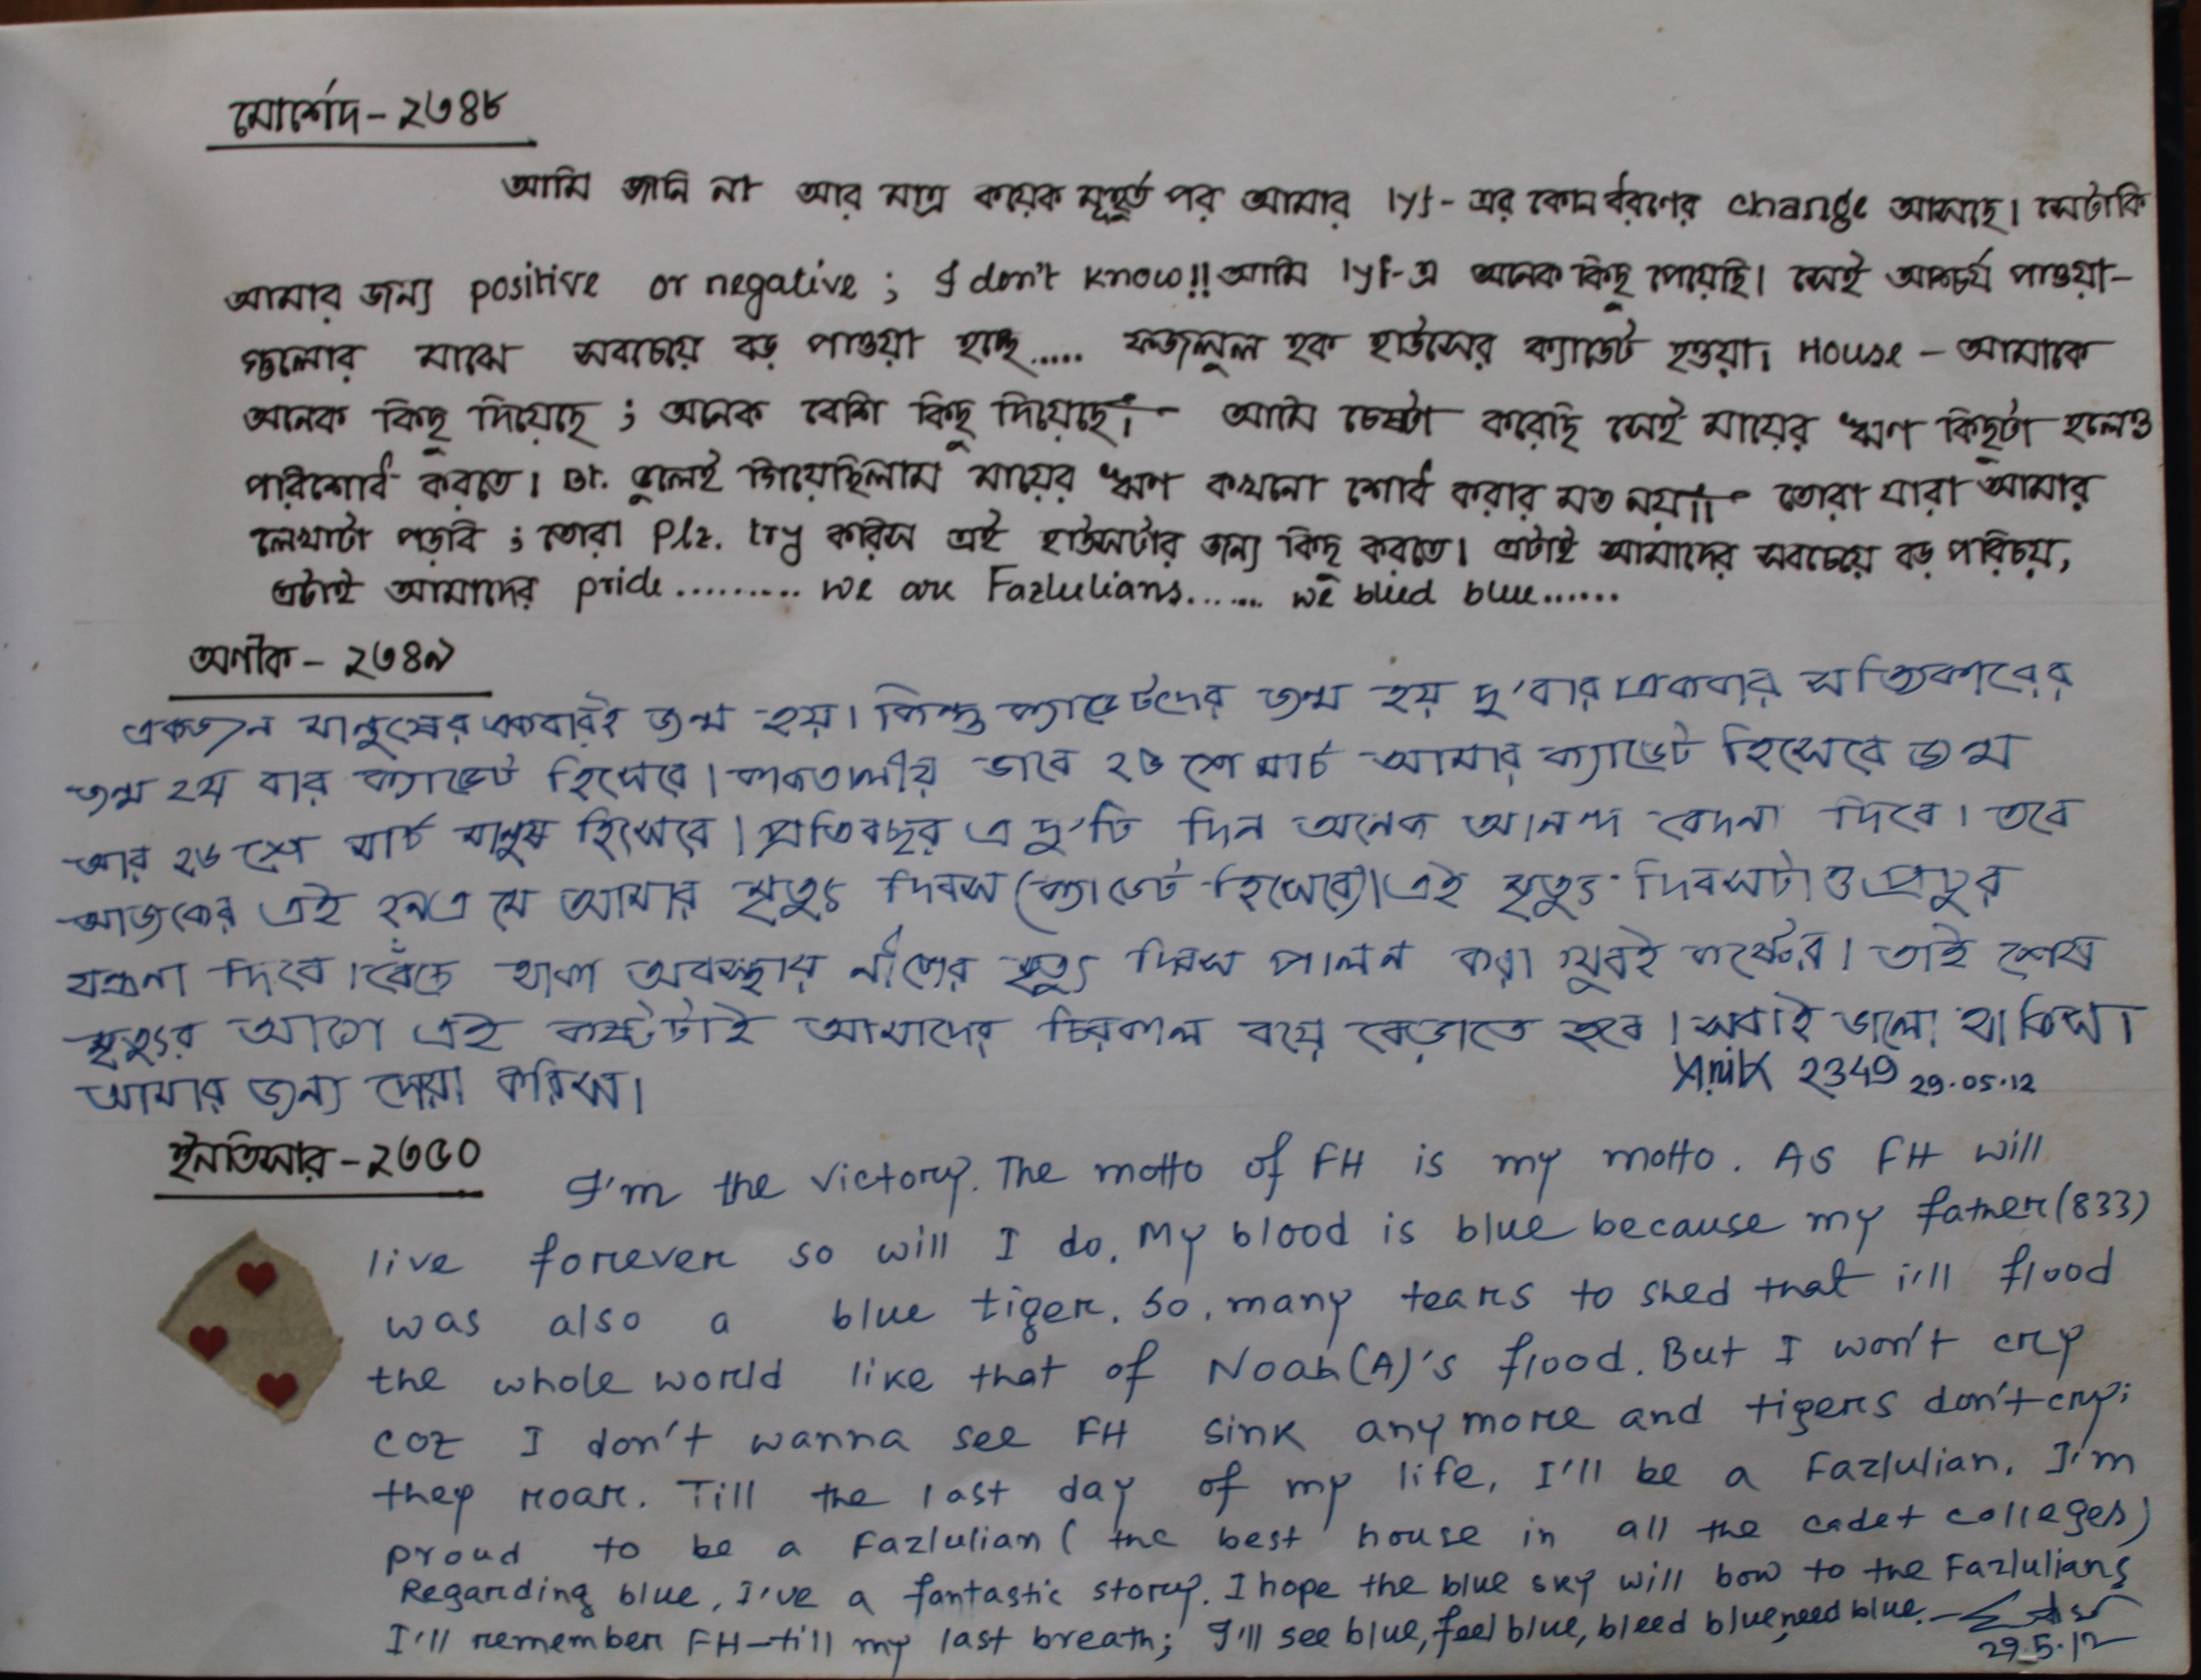 মোর্শেদ - ২৩৪৮
আমি জানি না আর মাত্র কয়েক মূহুর্ত পর আমার lyf - এর কোন ধরণের change আসছে। সেটা কি
আমার জন্য positive or negative ; I don't know!! আমি lyf-এ অনেক কিছু পেয়েছি। সেই আশ্চর্য পাওয়া-
গুলোর মাঝে সবচেয়ে বড় পাওয়া হচ্ছে..... ফজলুল হক হাউসের ক্যাডেট হওয়া। House - আমাকে
অনেক কিছু দিয়েছে ; অনেক বেশি কিছু দিয়েছে; - আমি চেষ্টা করেছি সেই মায়ের ঋণ কিছুটা হলেও
পরিশোধ করতে। Bt. ভুলেই গিয়েছিলাম মায়ের ঋণ কখনো শোধ করার মত নয়।। - তোরা যারা আমার
লেখাটা পড়বি ; তোরা Plz. try করিস এই হাউসটার জন্য কিছু করতে। এটাই আমাদের সবচেয়ে বড় পরিচয়,
এটাই আমাদের pride .......... we are Fazlulians....... we bleed blue......
অণীক - ২৩৪৯
একজন মানুষের একবারই জন্ম হয়। কিন্তু ক্যাডেটদের জন্ম হয় দু'বার। একবার সত্যিকারের
জন্ম ২য় বার ক্যাডেট হিসেবে। কাকতালীয় ভাবে ২৩ শে মার্চ আমার ক্যাডেট হিসেবে জন্ম
আর ২৬ শে মার্চ মানুষ হিসেবে। প্রতিবছর এ দু'টি দিন অনেক আনন্দ বেদনা দিবে। তবে
আজকের এই ২৯এ মে আমার মৃত্যু দিবস (ক্যাডেট হিসেবে)। এই মৃত্যু দিবসটাও প্রচুর
যন্ত্রণা দিবে। বেঁচে থাকা অবস্থায় নিজের মৃত্যু দিবস পালন করা খুবই কষ্টের। তাই শেষ
মৃত্যুর আগে এই কষ্টটাই আমাদের চিরকাল বয়ে বেড়াতে হবে। সবাই ভালো থাকিস।
আমার জন্য দোয়া করিস।
Anik 2349 29.05.12
ইনতিসার - ২৩৫০
I'm the victory. The motto of FH is my motto. AS FH will
live forever so will I do. My blood is blue because my father (833)
was also a blue tiger. So, many tears to shed that i'll flood
the whole world like that of Noah(A)'s flood. But I won't cry
coz I don't wanna see FH sink anymore and tigers don't cry;
they roar. Till the last day of my life, I'll be a Fazlulian. I'm
proud to be a Fazlulian (the best house in all the cadet colleges)
Regarding blue, I've a fantastic story. I hope the blue sky will bow to the Fazlulians
I'll remember FH - till my last breath; I'll see blue, feel blue, bleed blue, need blue. -
29.5.12